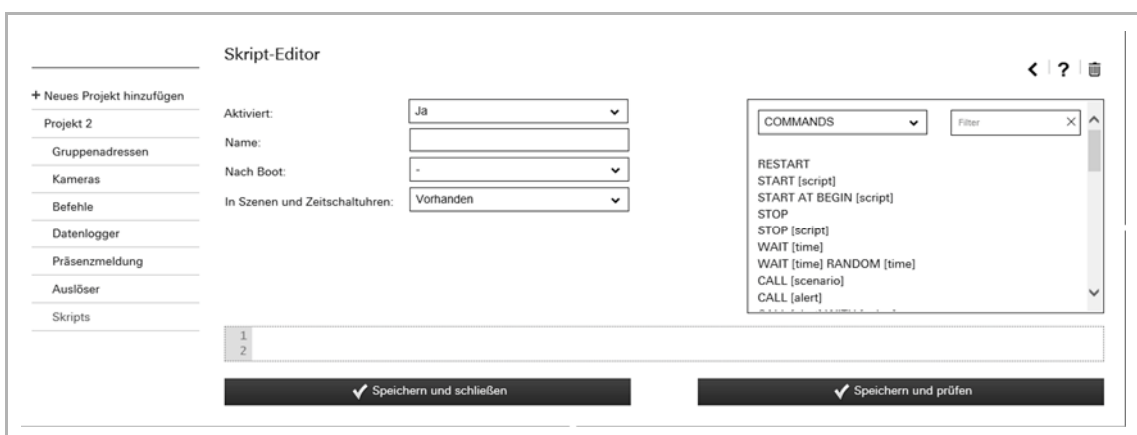 Skript-Editor
?
+ Neues Projekt hinzufügen
Projekt 2
Gruppenadressen
Kameras
Befehle
Datenlogger
Präsenzmeldung
Auslöser
Skripts
Aktiviert:
Ja
Name:
Nach Boot:
-
In Szenen und Zeitschaltuhren:
Vorhanden
COMMANDS
Filter
RESTART
START [script]
START AT BEGIN [script]
STOP
STOP [script]
WAIT [time]
WAIT [time] RANDOM [time]
CALL [scenario]
CALL [alert]
1
2
Speichern und schließen
Speichern und prüfen